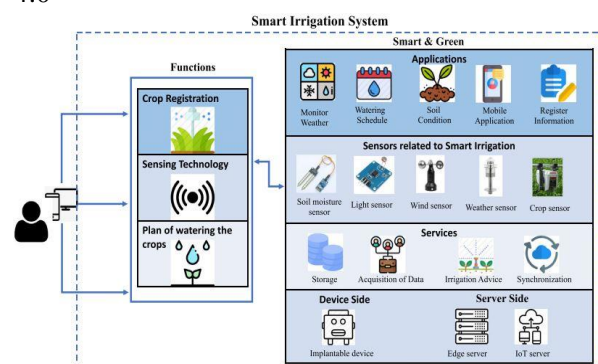 Smart Irrigation System
Smart & Green
Functions
Applications
Crop Registration
Monitor
Weather
Watering
Schedule
Soil
Condition
Mobile
Application
Register
Information
Sensing Technology
Sensors related to Smart Irrigation
Soil moisture
sensor
Light sensor
Wind sensor
Weather sensor
Crop sensor
Plan of watering the
crops
Services
Storage
Acquisition of Data
Irrigation Advice
Synchronization
Device Side
Server Side
Implantable device
Edge server
IoT server